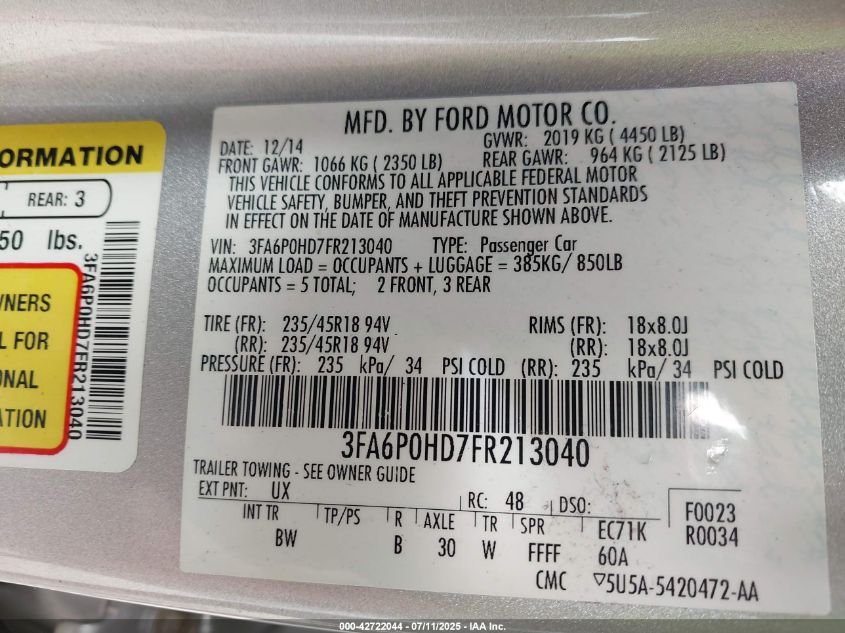 ORMATION
REAR: 3
50 lbs.
WNERS
L FOR
ONAL
ATION
3FA6P0HD7FR213040
MFD. BY FORD MOTOR CO.
DATE: 12/14 GVWR: 2019 KG ( 4450 LB)
FRONT GAWR: 1066 KG ( 2350 LB) REAR GAWR: 964 KG ( 2125 LB)
THIS VEHICLE CONFORMS TO ALL APPLICABLE FEDERAL MOTOR
VEHICLE SAFETY, BUMPER, AND THEFT PREVENTION STANDARDS
IN EFFECT ON THE DATE OF MANUFACTURE SHOWN ABOVE.
VIN: 3FA6P0HD7FR213040 TYPE: Passenger Car
MAXIMUM LOAD = OCCUPANTS + LUGGAGE = 385KG/ 850LB
OCCUPANTS = 5 TOTAL; 2 FRONT, 3 REAR
TIRE (FR): 235/45R18 94V RIMS (FR): 18x8.0J
(RR): 235/45R18 94V (RR): 18x8.0J
PRESSURE (FR): 235 kPa/ 34 PSI COLD (RR): 235 kPa/ 34 PSI COLD
3FA6P0HD7FR213040
TRAILER TOWING - SEE OWNER GUIDE
EXT PNT: UX RC: 48 DSO:
INT TR TP/PS R AXLE TR SPR EC71K F0023
BW B 30 W FFFF 60A R0034
CMC 5U5A-5420472-AA
000-42722044 / 07/11/2025 - IAA Inc.